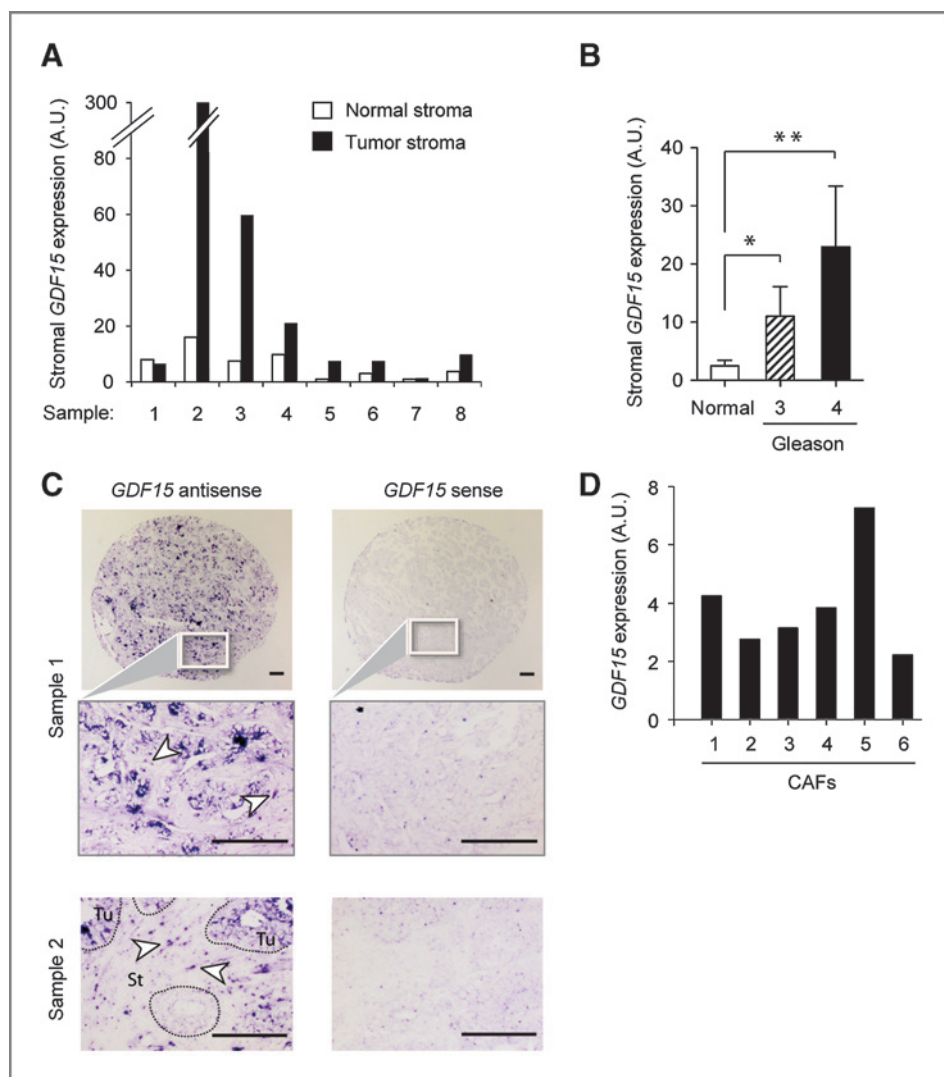 A
Stromal GDF15 expression (A.U.)
300
80
60
40
20
0
Normal stroma
Tumor stroma
Sample: 1 2 3 4 5 6 7 8
B
Stromal GDF15 expression (A.U.)
40
30
20
10
0
**
*
Normal 3 4
Gleason
C
GDF15 antisense
GDF15 sense
Sample 1
Sample 2
Tu
Tu
St
D
GDF15 expression (A.U.)
8
6
4
2
0
1 2 3 4 5 6
CAFs